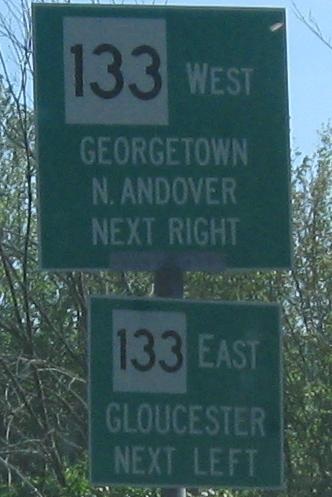 133 WEST
GEORGETOWN
N. ANDOVER
NEXT RIGHT
133 EAST
GLOUCESTER
NEXT LEFT